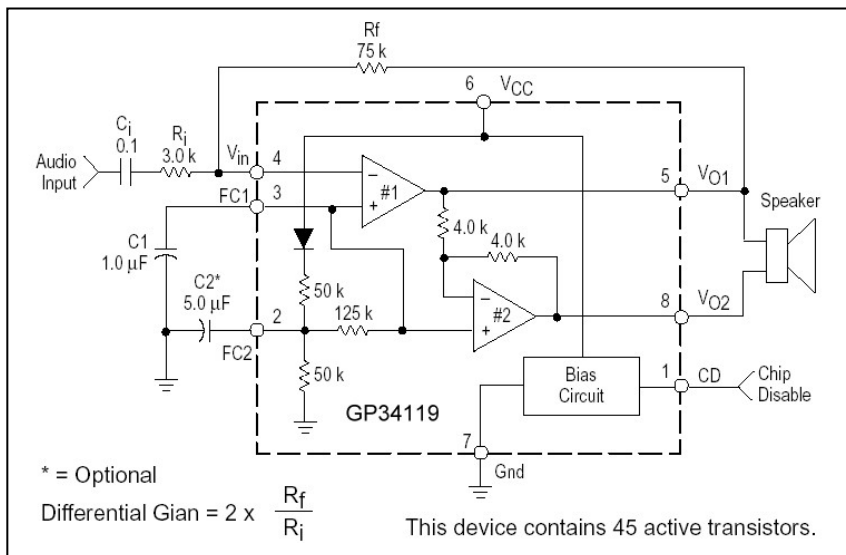 Rf
75 k
6
VCC
Ci
0.1
Ri
3.0 k
Audio
Input
Vin
4
FC1
3
−
#1
+
5
VO1
Speaker
4.0 k
4.0 k
C1
1.0 μF
C2*
5.0 μF
50 k
2
125 k
FC2
−
#2
+
8
VO2
50 k
Bias
Circuit
1
CD
Chip
Disable
GP34119
7
Gnd
* = Optional
Differential Gian = 2 x Rf
Ri
This device contains 45 active transistors.